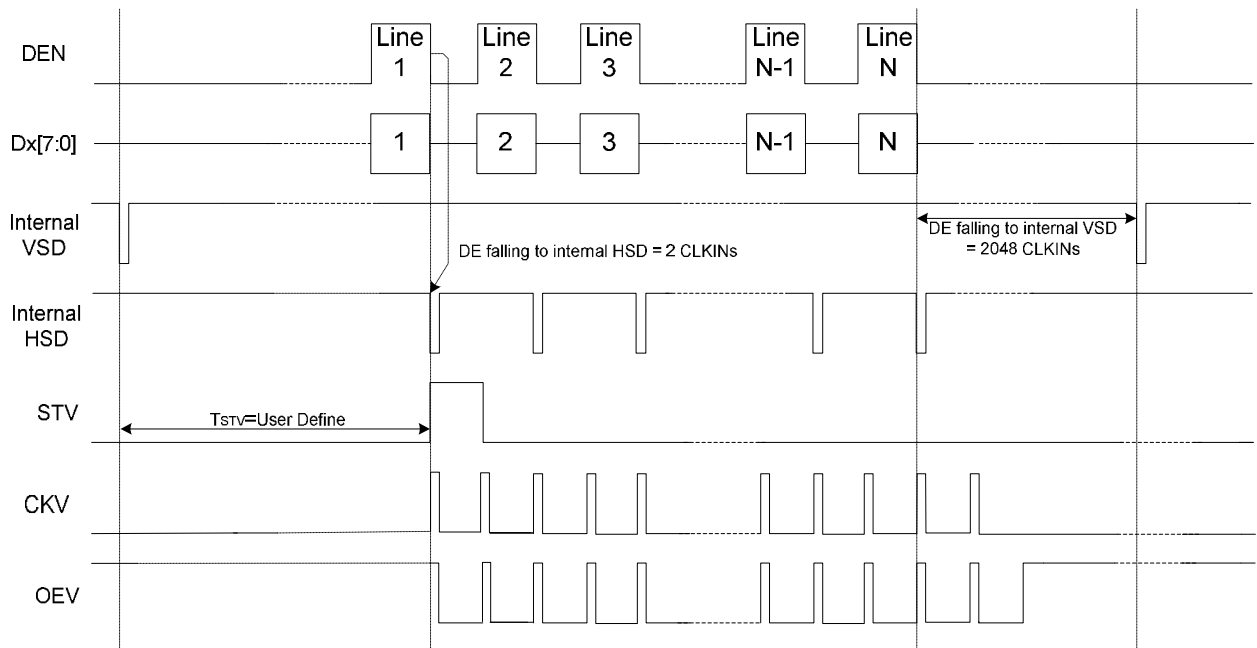 DEN
Line
1
Line
2
Line
3
Line
N-1
Line
N
Dx[7:0]
1
2
3
N-1
N
Internal
VSD
DE falling to internal VSD
= 2048 CLKINs
DE falling to internal HSD = 2 CLKINs
Internal
HSD
STV
TSTV=User Define
CKV
OEV